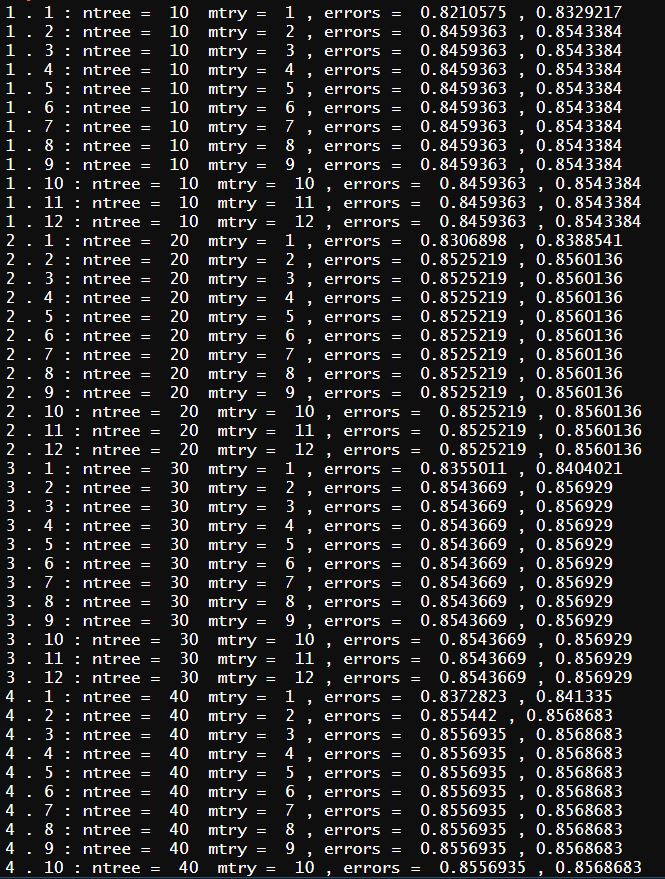 1 . 1 : ntree =  10  mtry =  1 , errors =  0.8210575 , 0.8329217
1 . 2 : ntree =  10  mtry =  2 , errors =  0.8459363 , 0.8543384
1 . 3 : ntree =  10  mtry =  3 , errors =  0.8459363 , 0.8543384
1 . 4 : ntree =  10  mtry =  4 , errors =  0.8459363 , 0.8543384
1 . 5 : ntree =  10  mtry =  5 , errors =  0.8459363 , 0.8543384
1 . 6 : ntree =  10  mtry =  6 , errors =  0.8459363 , 0.8543384
1 . 7 : ntree =  10  mtry =  7 , errors =  0.8459363 , 0.8543384
1 . 8 : ntree =  10  mtry =  8 , errors =  0.8459363 , 0.8543384
1 . 9 : ntree =  10  mtry =  9 , errors =  0.8459363 , 0.8543384
1 . 10 : ntree =  10  mtry =  10 , errors =  0.8459363 , 0.8543384
1 . 11 : ntree =  10  mtry =  11 , errors =  0.8459363 , 0.8543384
1 . 12 : ntree =  10  mtry =  12 , errors =  0.8459363 , 0.8543384
2 . 1 : ntree =  20  mtry =  1 , errors =  0.8306898 , 0.8388541
2 . 2 : ntree =  20  mtry =  2 , errors =  0.8525219 , 0.8560136
2 . 3 : ntree =  20  mtry =  3 , errors =  0.8525219 , 0.8560136
2 . 4 : ntree =  20  mtry =  4 , errors =  0.8525219 , 0.8560136
2 . 5 : ntree =  20  mtry =  5 , errors =  0.8525219 , 0.8560136
2 . 6 : ntree =  20  mtry =  6 , errors =  0.8525219 , 0.8560136
2 . 7 : ntree =  20  mtry =  7 , errors =  0.8525219 , 0.8560136
2 . 8 : ntree =  20  mtry =  8 , errors =  0.8525219 , 0.8560136
2 . 9 : ntree =  20  mtry =  9 , errors =  0.8525219 , 0.8560136
2 . 10 : ntree =  20  mtry =  10 , errors =  0.8525219 , 0.8560136
2 . 11 : ntree =  20  mtry =  11 , errors =  0.8525219 , 0.8560136
2 . 12 : ntree =  20  mtry =  12 , errors =  0.8525219 , 0.8560136
3 . 1 : ntree =  30  mtry =  1 , errors =  0.8355011 , 0.8404021
3 . 2 : ntree =  30  mtry =  2 , errors =  0.8543669 , 0.856929
3 . 3 : ntree =  30  mtry =  3 , errors =  0.8543669 , 0.856929
3 . 4 : ntree =  30  mtry =  4 , errors =  0.8543669 , 0.856929
3 . 5 : ntree =  30  mtry =  5 , errors =  0.8543669 , 0.856929
3 . 6 : ntree =  30  mtry =  6 , errors =  0.8543669 , 0.856929
3 . 7 : ntree =  30  mtry =  7 , errors =  0.8543669 , 0.856929
3 . 8 : ntree =  30  mtry =  8 , errors =  0.8543669 , 0.856929
3 . 9 : ntree =  30  mtry =  9 , errors =  0.8543669 , 0.856929
3 . 10 : ntree =  30  mtry =  10 , errors =  0.8543669 , 0.856929
3 . 11 : ntree =  30  mtry =  11 , errors =  0.8543669 , 0.856929
3 . 12 : ntree =  30  mtry =  12 , errors =  0.8543669 , 0.856929
4 . 1 : ntree =  40  mtry =  1 , errors =  0.8372823 , 0.841335
4 . 2 : ntree =  40  mtry =  2 , errors =  0.855442 , 0.8568683
4 . 3 : ntree =  40  mtry =  3 , errors =  0.8556935 , 0.8568683
4 . 4 : ntree =  40  mtry =  4 , errors =  0.8556935 , 0.8568683
4 . 5 : ntree =  40  mtry =  5 , errors =  0.8556935 , 0.8568683
4 . 6 : ntree =  40  mtry =  6 , errors =  0.8556935 , 0.8568683
4 . 7 : ntree =  40  mtry =  7 , errors =  0.8556935 , 0.8568683
4 . 8 : ntree =  40  mtry =  8 , errors =  0.8556935 , 0.8568683
4 . 9 : ntree =  40  mtry =  9 , errors =  0.8556935 , 0.8568683
4 . 10 : ntree =  40  mtry =  10 , errors =  0.8556935 , 0.8568683